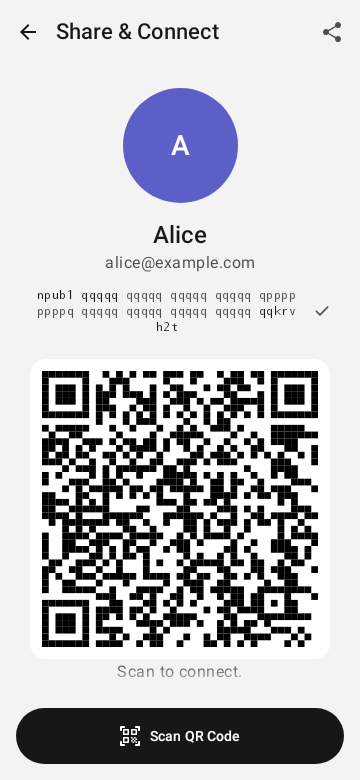 Share & Connect
A
Alice
alice@example.com
npub1 qqqqq qqqqq qqqqq qqqqq qpppp
ppppq qqqqq qqqqq qqqqq qqqqq qqkrv
h2t
Scan to connect.
Scan QR Code